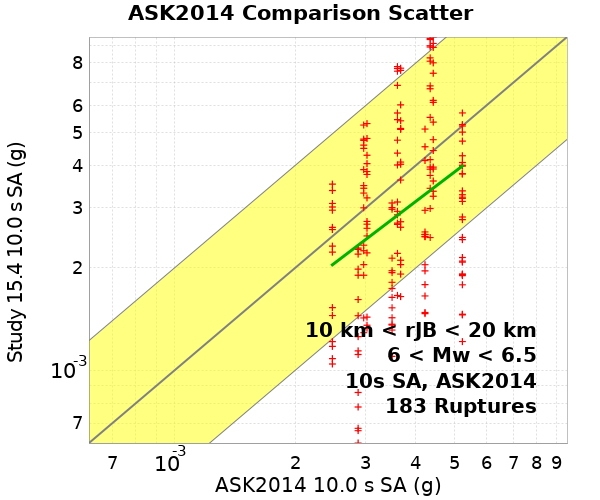 ASK2014 Comparison Scatter
Study 15.4 10.0 s SA (g)
8
6
5
4
3
2
10-3
7
10 km < rJB < 20 km
6 < Mw < 6.5
10s SA, ASK2014
183 Ruptures
7 10-3 2 3 4 5 6 7 8 9
ASK2014 10.0 s SA (g)